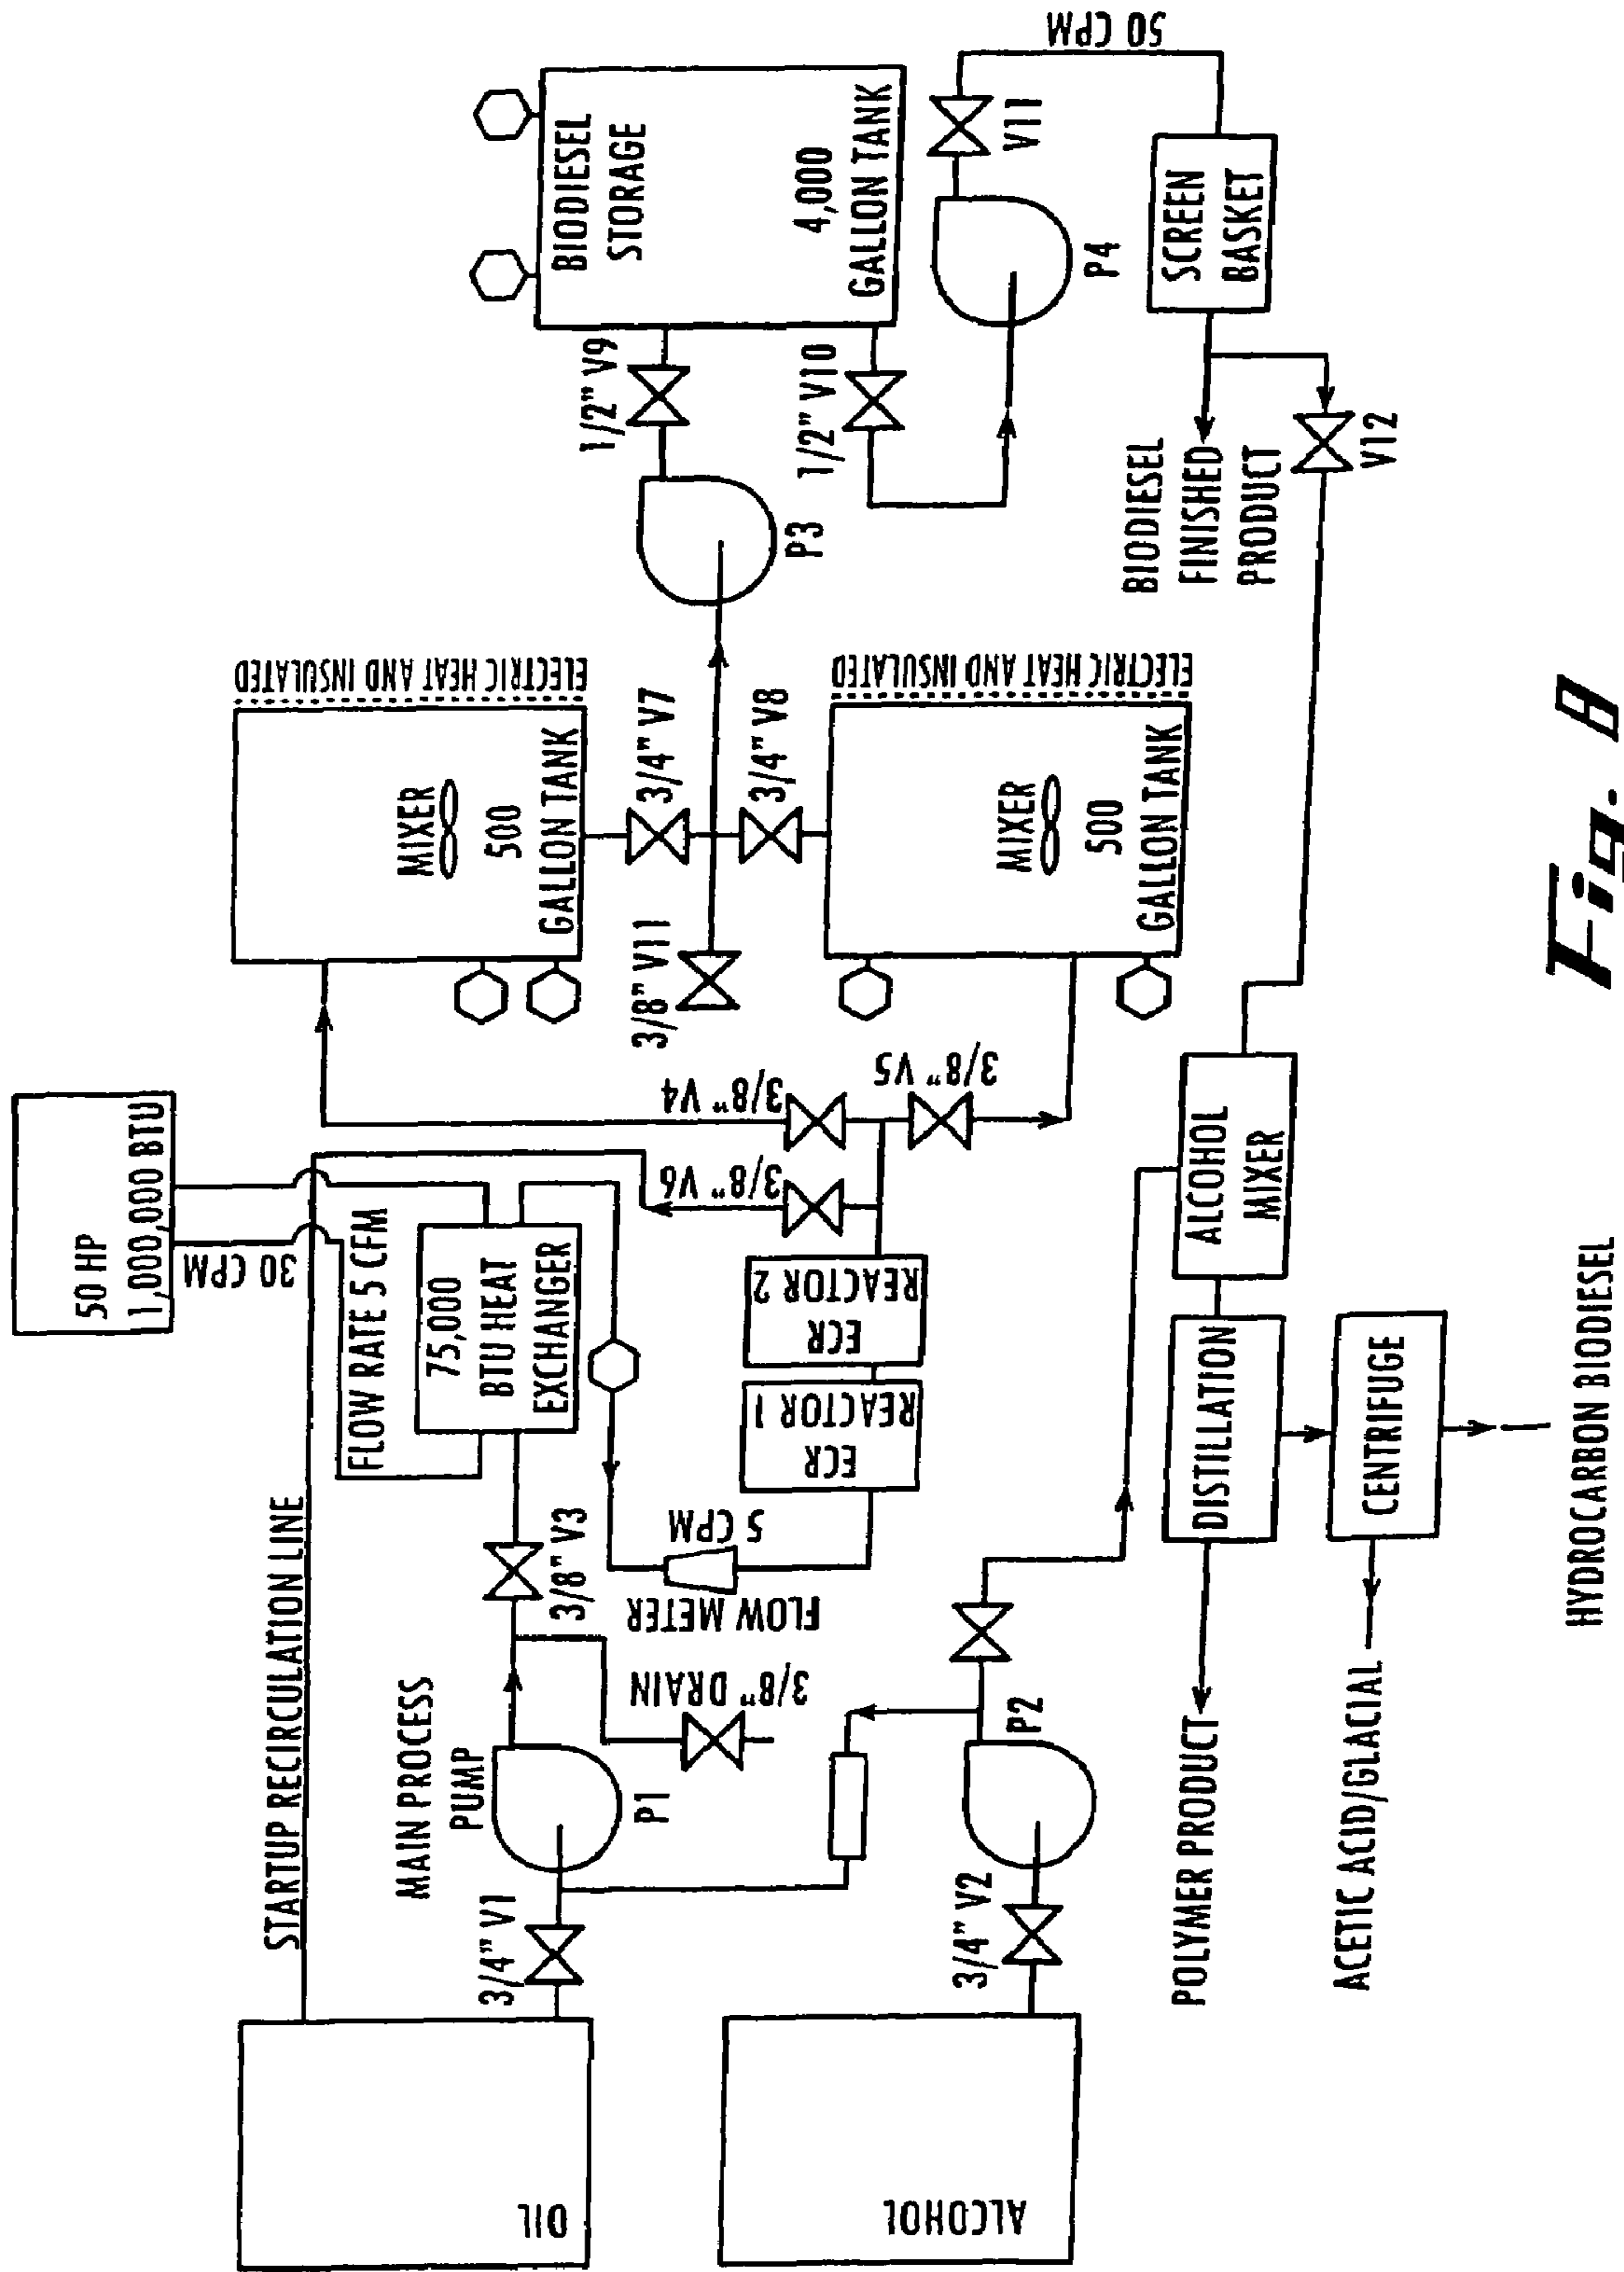 50 HP
1,000,000 BTU
30 CPM
FLOW RATE 5 CFM
STARTUP RECIRCULATION LINE
75,000
BTU HEAT
EXCHANGER
MAIN PROCESS
PUMP
P1
3/4" V1
3/8" V3
3/8" DRAIN
FLOW METER
5 CPM
OIL
ALCOHOL
3/4" V2
P2
ECR
REACTOR 1
ECR
REACTOR 2
3/8" V6
3/8" V4
3/8" V5
MIXER
500
GALLON TANK
ELECTRIC HEAT AND INSULATED
3/4" V7
3/8" V11
3/4" V8
MIXER
500
GALLON TANK
ELECTRIC HEAT AND INSULATED
P3
1/2" V9
BIODIESEL
STORAGE
4,000
GALLON TANK
1/2" V10
P4
V11
50 CPM
SCREEN
BASKET
BIODIESEL
FINISHED
PRODUCT
V12
ALCOHOL
MIXER
DISTILLATION
CENTRIFUGE
POLYMER PRODUCT
ACETIC ACID/GLACIAL
HYDROCARBON BIODIESEL
Fig. 8